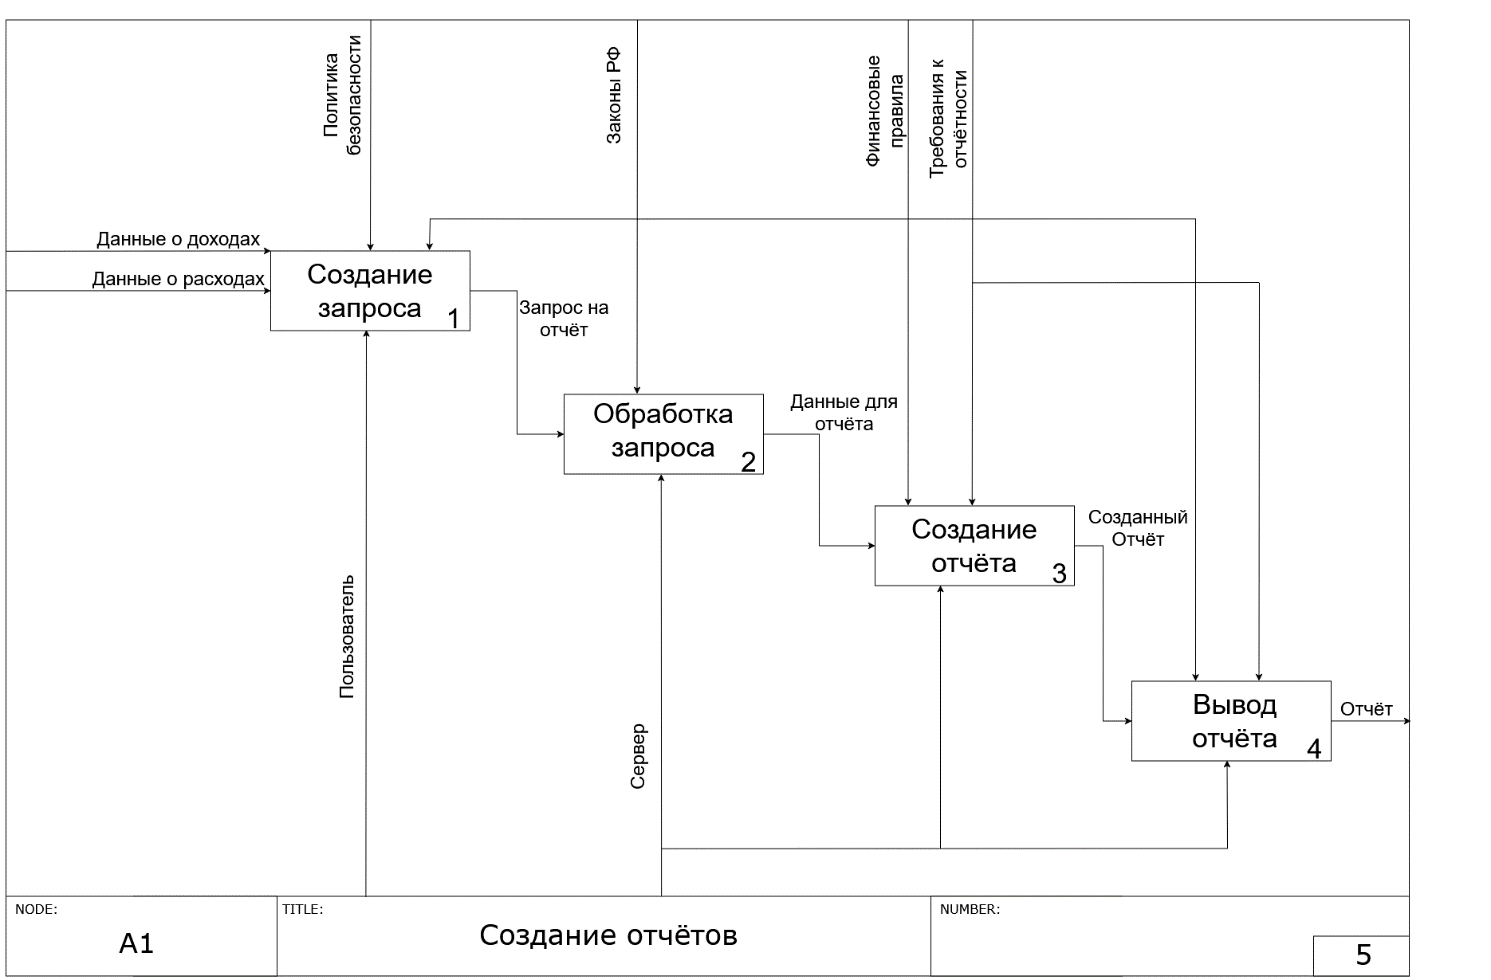 Политика
безопасности
Законы РФ
Финансовые
правила
Требования к
отчётности
Данные о доходах
Данные о расходах
Создание
запроса
1
Запрос на
отчёт
Обработка
запроса
2
Данные для
отчёта
Создание
отчёта
3
Созданный
Отчёт
Вывод
отчёта
4
Отчёт
Пользователь
Сервер
NODE:
A1
TITLE:
Создание отчётов
NUMBER:
5